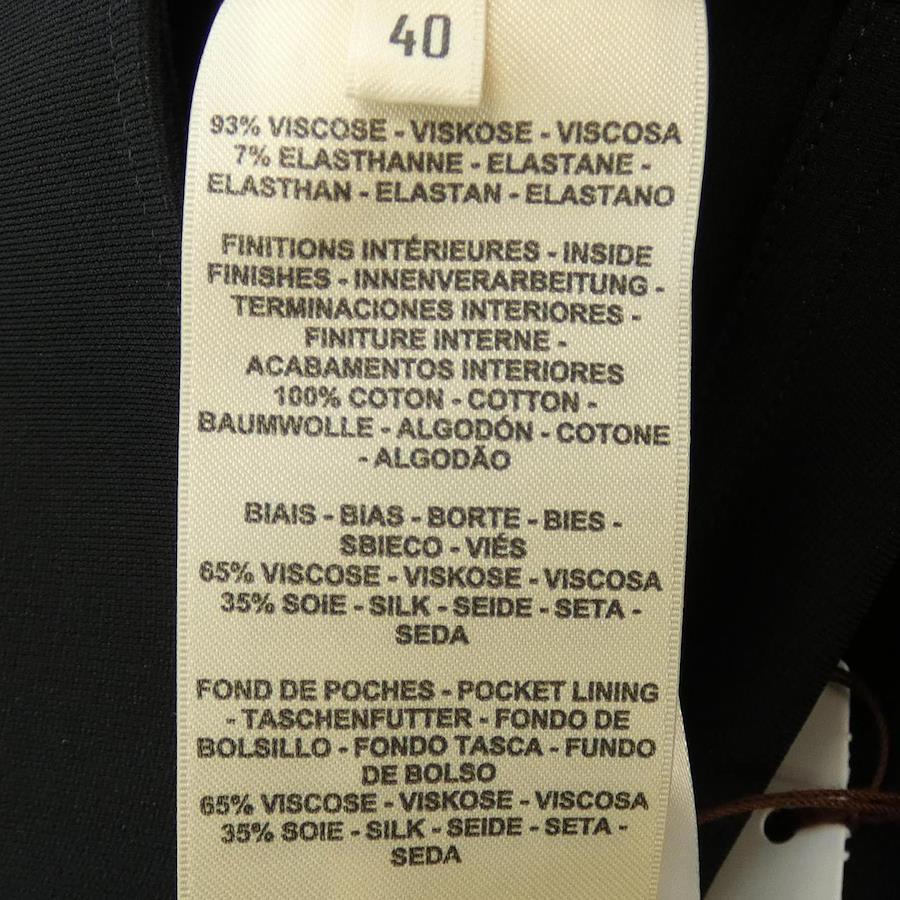 40
93% VISCOSE - VISKOSE - VISCOSA
7% ELASTHANNE - ELASTANE -
ELASTHAN - ELASTAN - ELASTANO
FINITIONS INTÉRIEURES - INSIDE
FINISHES - INNENVERARBEITUNG -
TERMINACIONES INTERIORES -
FINITURE INTERNE -
ACABAMENTOS INTERIORES
100% COTON - COTTON -
BAUMWOLLE - ALGODÓN - COTONE
- ALGODÃO
BIAIS - BIAS - BORTE - BIES -
SBIECO - VIÉS
65% VISCOSE - VISKOSE - VISCOSA
35% SOIE - SILK - SEIDE - SETA -
SEDA
FOND DE POCHES - POCKET LINING
- TASCHENFUTTER - FONDO DE
BOLSILLO - FONDO TASCA - FUNDO
DE BOLSO
65% VISCOSE - VISKOSE - VISCOSA
35% SOIE - SILK - SEIDE - SETA -
SEDA